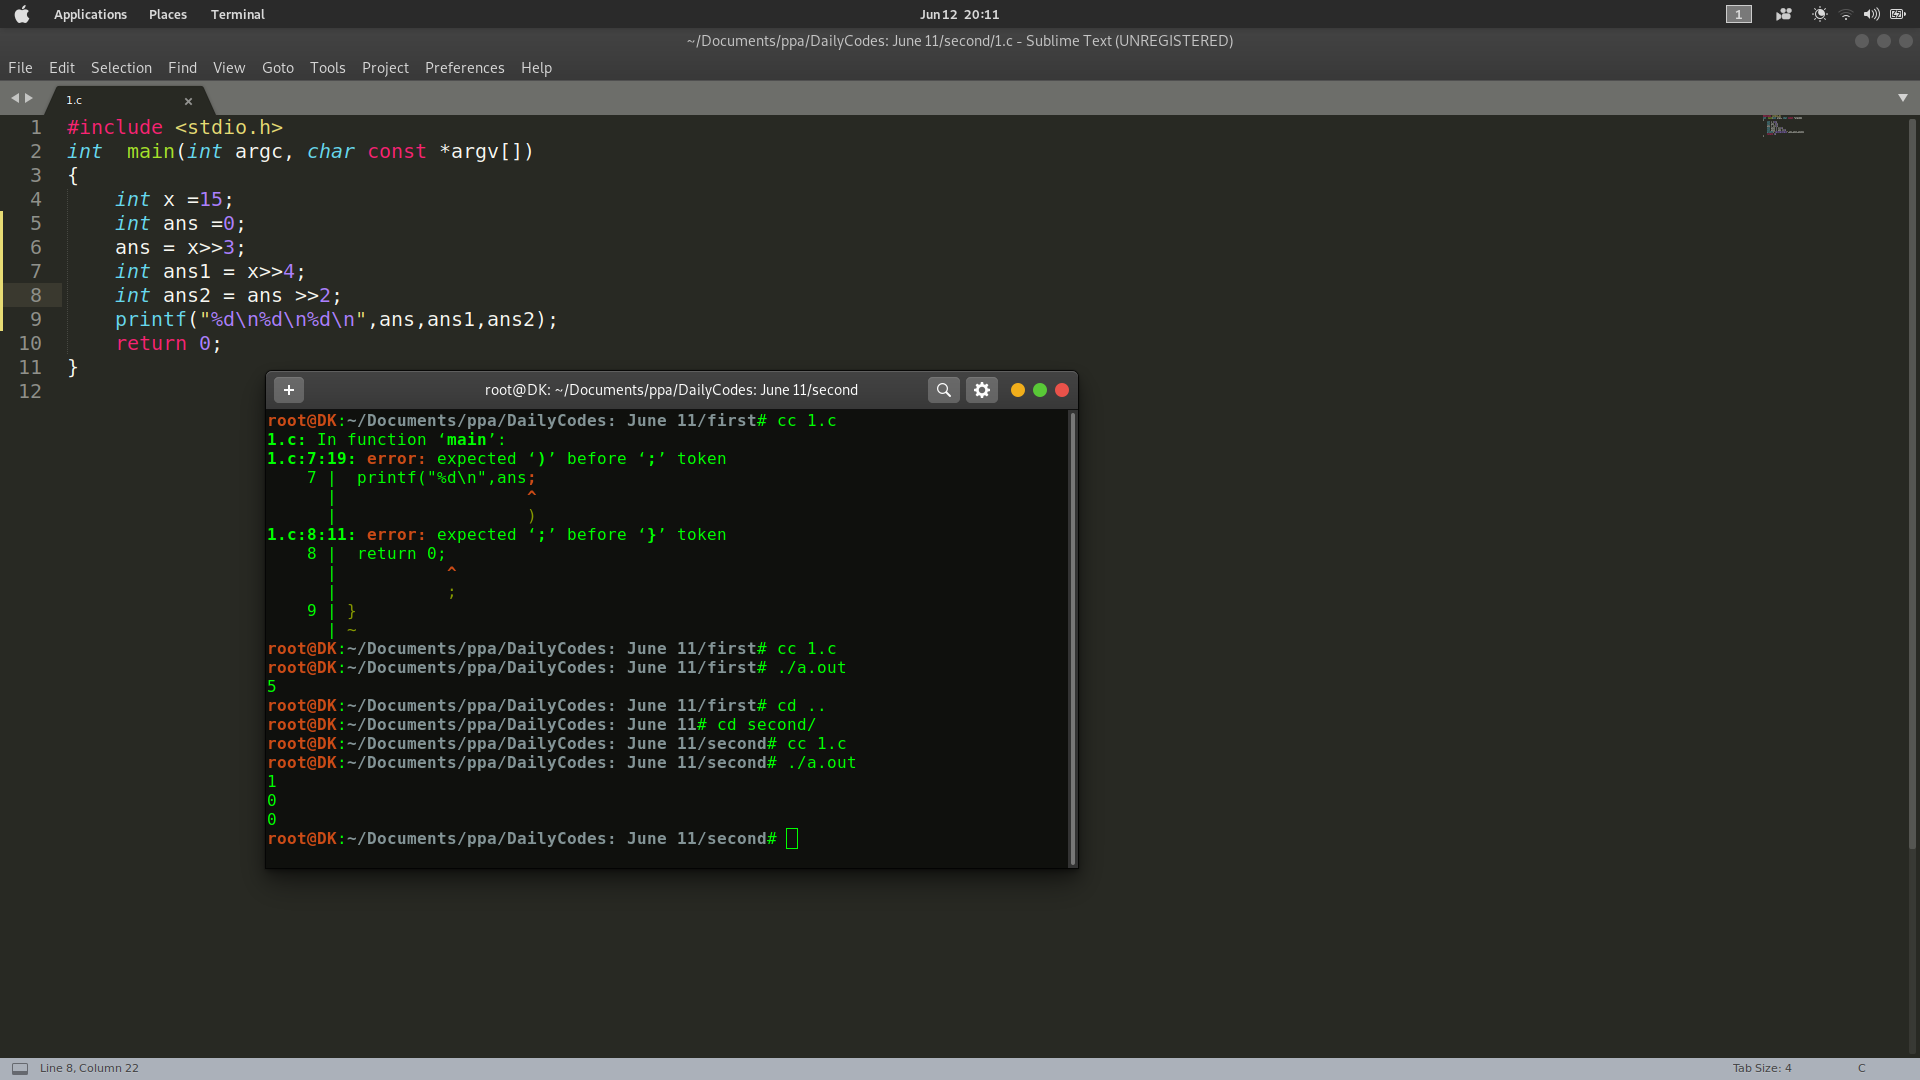 Applications Places Terminal Jun 12 20:11 1
~/Documents/ppa/DailyCodes: June 11/second/1.c - Sublime Text (UNREGISTERED)
File Edit Selection Find View Goto Tools Project Preferences Help
1.c ×
1 #include <stdio.h>
2 int  main(int argc, char const *argv[])
3 {
4     int x =15;
5     int ans =0;
6     ans = x>>3;
7     int ans1 = x>>4;
8     int ans2 = ans >>2;
9     printf("%d\n%d\n%d\n",ans,ans1,ans2);
10     return 0;
11 }
12
root@DK: ~/Documents/ppa/DailyCodes: June 11/second
root@DK:~/Documents/ppa/DailyCodes: June 11/first# cc 1.c
1.c: In function ‘main’:
1.c:7:19: error: expected ‘)’ before ‘;’ token
    7 |  printf("%d\n",ans;
      |                   ^
      |                   )
1.c:8:11: error: expected ‘;’ before ‘}’ token
    8 |  return 0;
      |           ^
      |           ;
    9 | }
      | ~
root@DK:~/Documents/ppa/DailyCodes: June 11/first# cc 1.c
root@DK:~/Documents/ppa/DailyCodes: June 11/first# ./a.out
5
root@DK:~/Documents/ppa/DailyCodes: June 11/first# cd ..
root@DK:~/Documents/ppa/DailyCodes: June 11# cd second/
root@DK:~/Documents/ppa/DailyCodes: June 11/second# cc 1.c
root@DK:~/Documents/ppa/DailyCodes: June 11/second# ./a.out
1
0
0
root@DK:~/Documents/ppa/DailyCodes: June 11/second#
Line 8, Column 22 Tab Size: 4 C